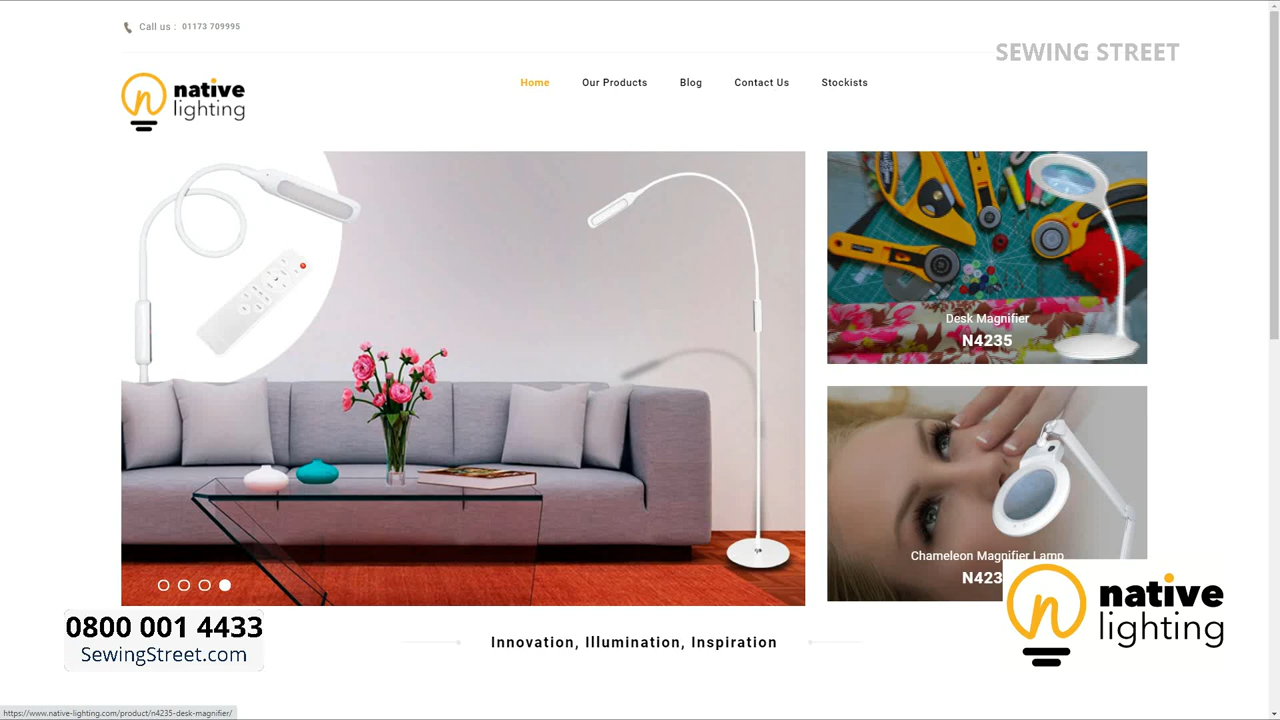 Call us : 01173 709995
SEWING STREET
native
lighting
Home Our Products Blog Contact Us Stockists
Desk Magnifier
N4235
Chameleon Magnifier Lamp
N423
native
lighting
0800 001 4433
SewingStreet.com
Innovation, Illumination, Inspiration
https://www.native-lighting.com/product/n4235-desk-magnifier/